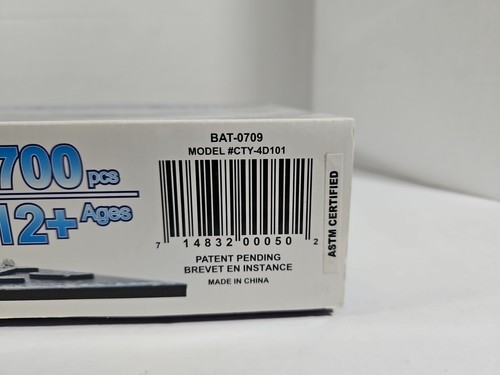 700 pcs
12+ Ages
BAT-0709
MODEL #CTY-4D101
7 14832 00050 2
PATENT PENDING
BREVET EN INSTANCE
MADE IN CHINA
ASTM CERTIFIED